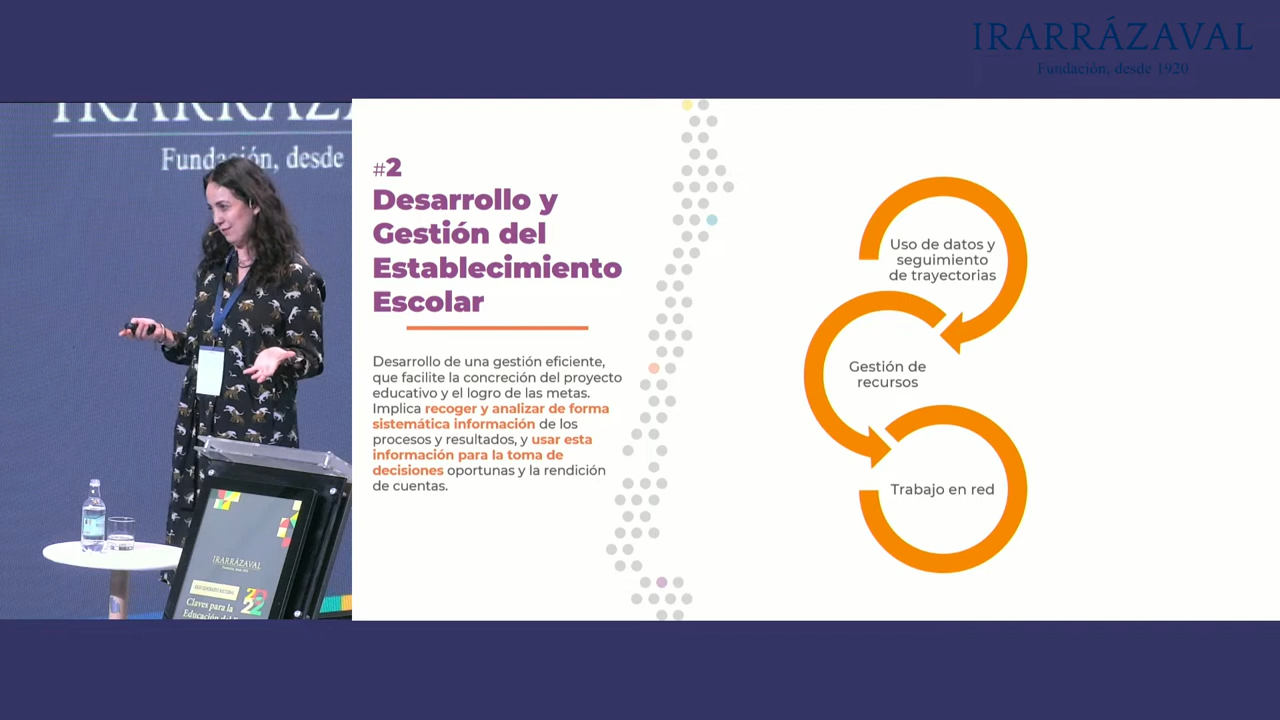 IRARRÁZAVAL
Fundación, desde 1920
Fundación, desde
#2
Desarrollo y
Gestión del
Establecimiento
Escolar
Desarrollo de una gestión eficiente,
que facilite la concreción del proyecto
educativo y el logro de las metas.
Implica recoger y analizar de forma
sistemática información de los
procesos y resultados, y usar esta
información para la toma de
decisiones oportunas y la rendición
de cuentas.
Uso de datos y
seguimiento
de trayectorias
Gestión de
recursos
Trabajo en red
IRARRÁZAVAL
2022
Claves para la